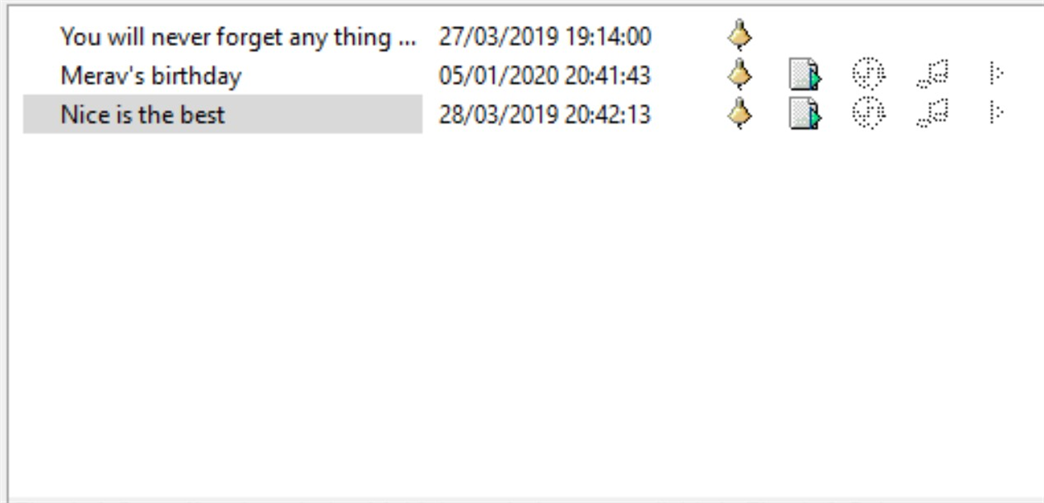 You will never forget any thing ... 27/03/2019 19:14:00
Merav's birthday 05/01/2020 20:41:43
Nice is the best 28/03/2019 20:42:13